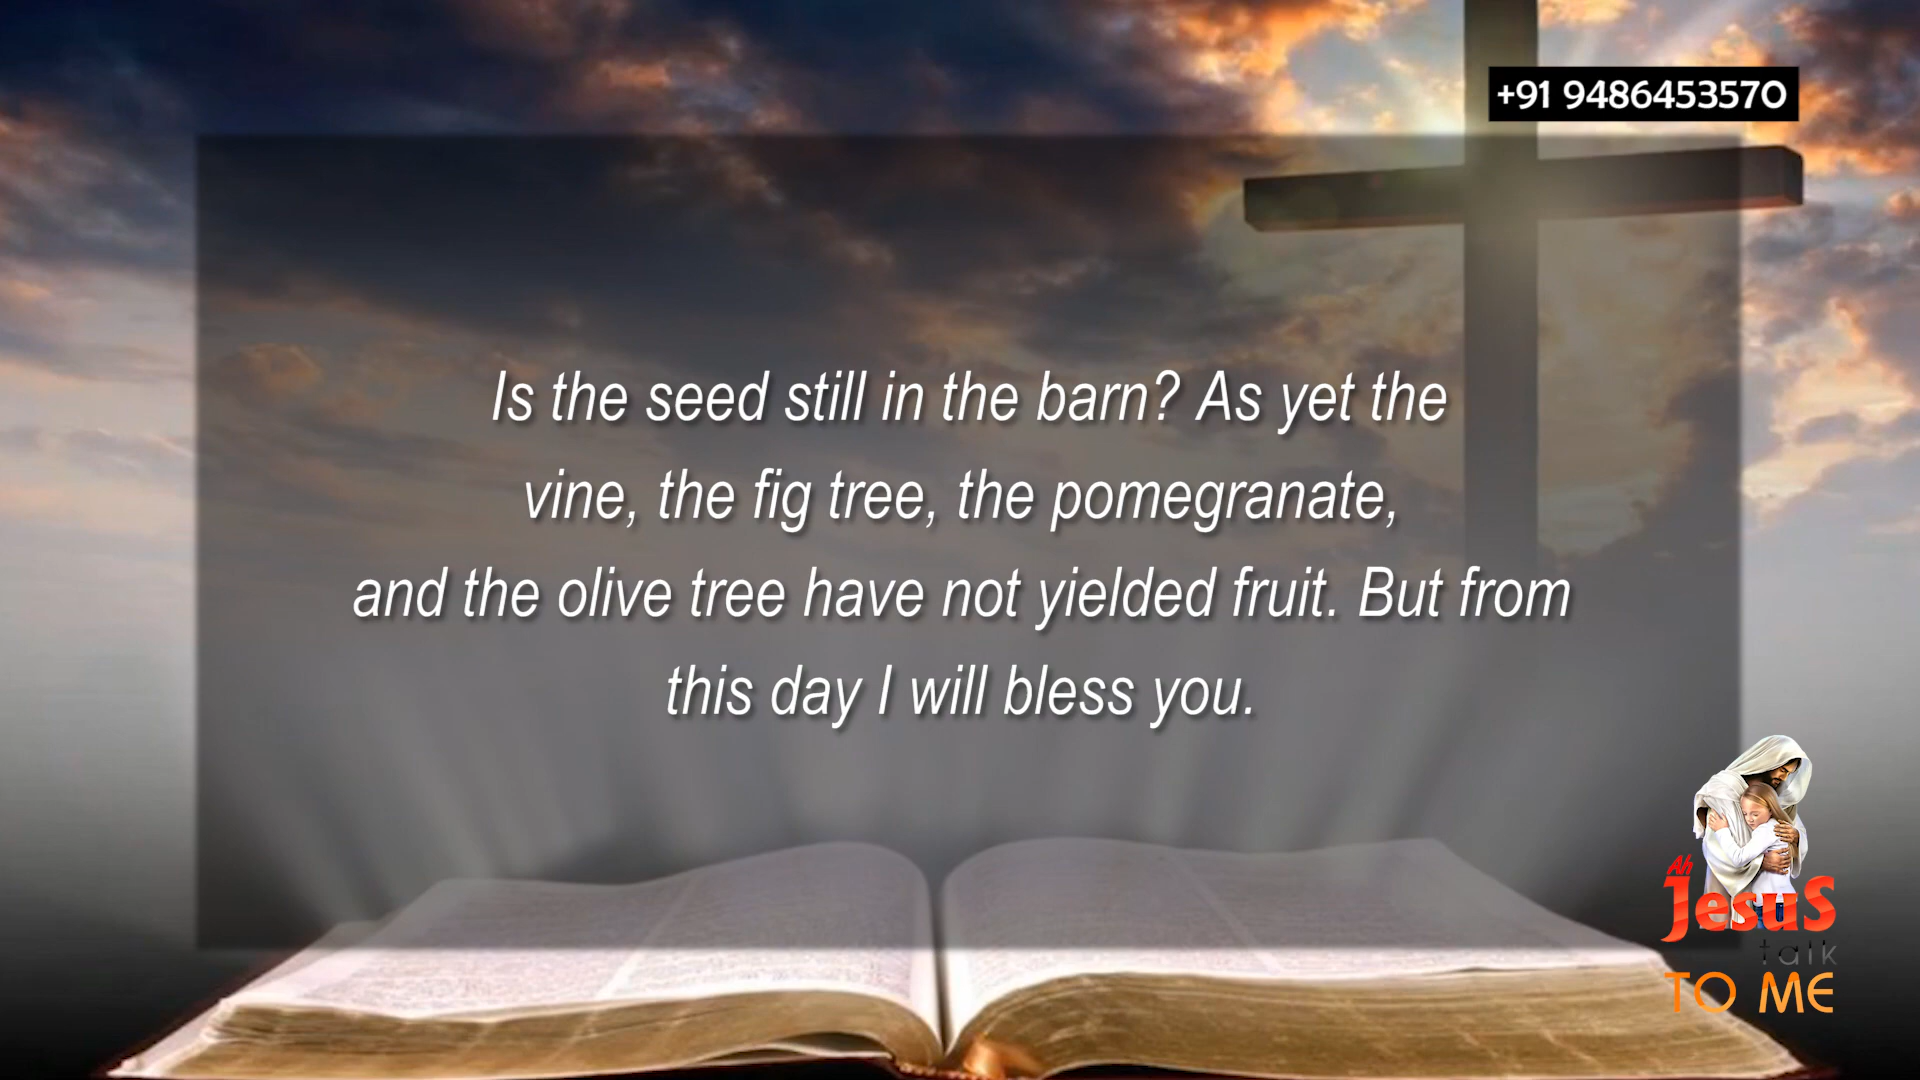 +91 9486453570
Is the seed still in the barn? As yet the
vine, the fig tree, the pomegranate,
and the olive tree have not yielded fruit. But from
this day I will bless you.
Ah
Jesus
talk
TO ME